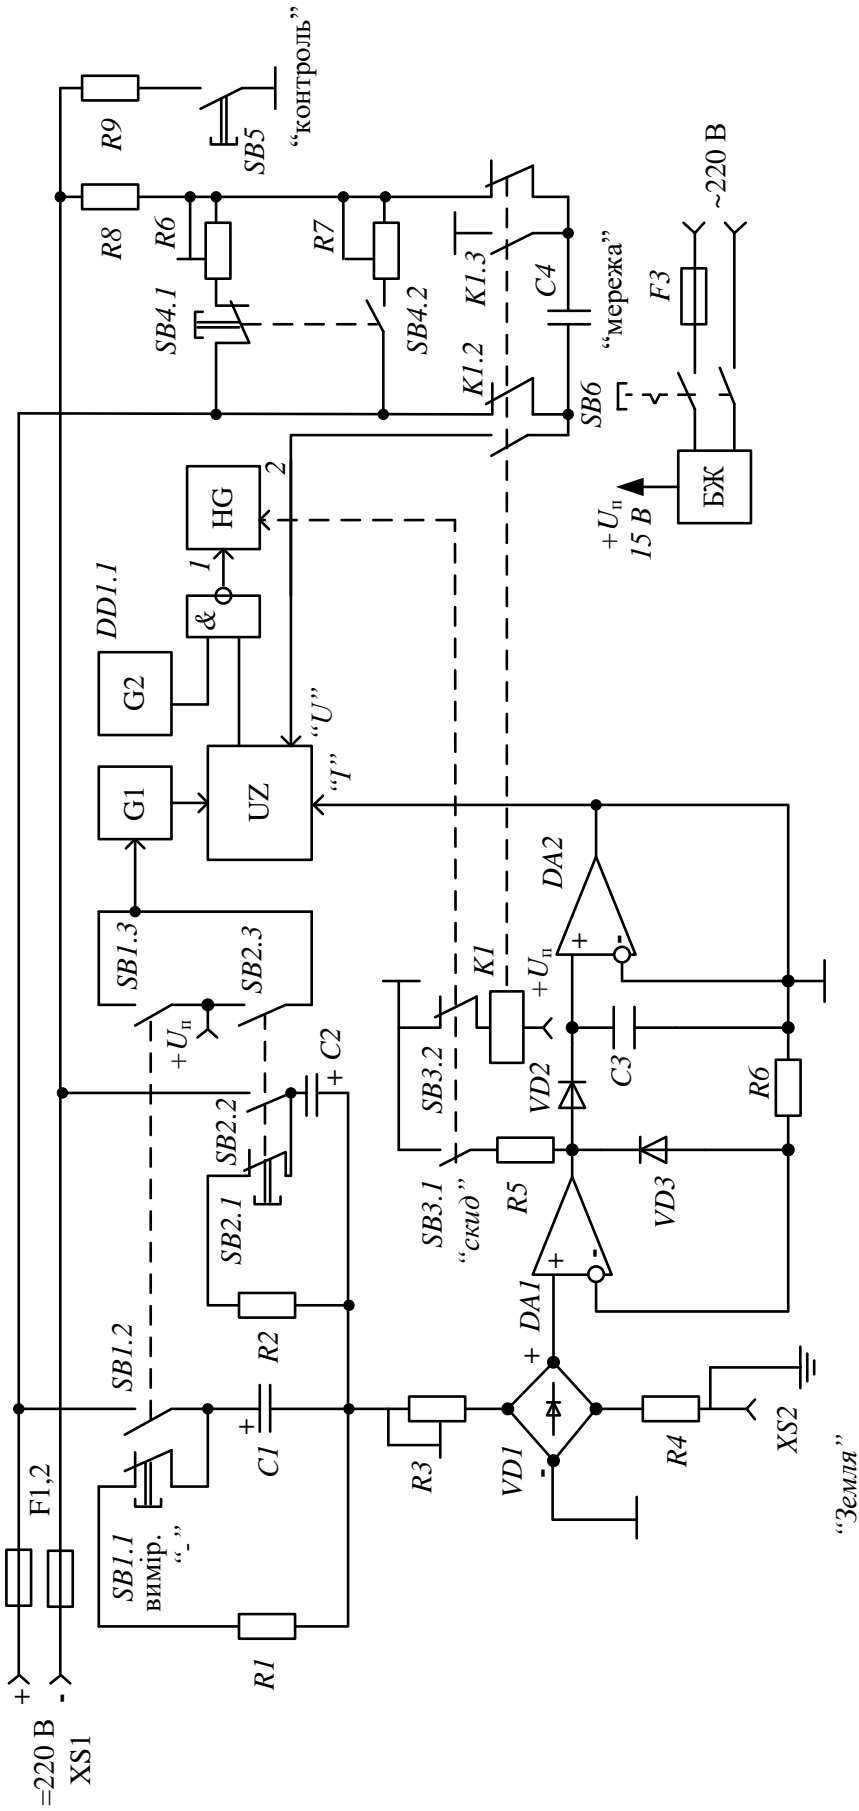 =220 В
XS1
+
-
F1,2
SB1.1
вимір.
“-”
SB1.2
R1
C1
+
R2
SB2.1
SB2.2
+ C2
+Uп
SB1.3
SB2.3
G1
G2
DD1.1
UZ
“U”
“I”
&
1
HG
2
SB4.1
R6
R8
R9
SB5
“контроль”
SB4.2
R7
K1.2
K1.3
C4
“мережа”
SB6
F3
~220 В
БЖ
+Uп
15 В
R3
VD1
+
-
R4
XS2
“Земля”
DA1
+
-
SB3.1
“скид”
R5
VD3
VD2
SB3.2
K1
+Uп
C3
R6
DA2
+
-